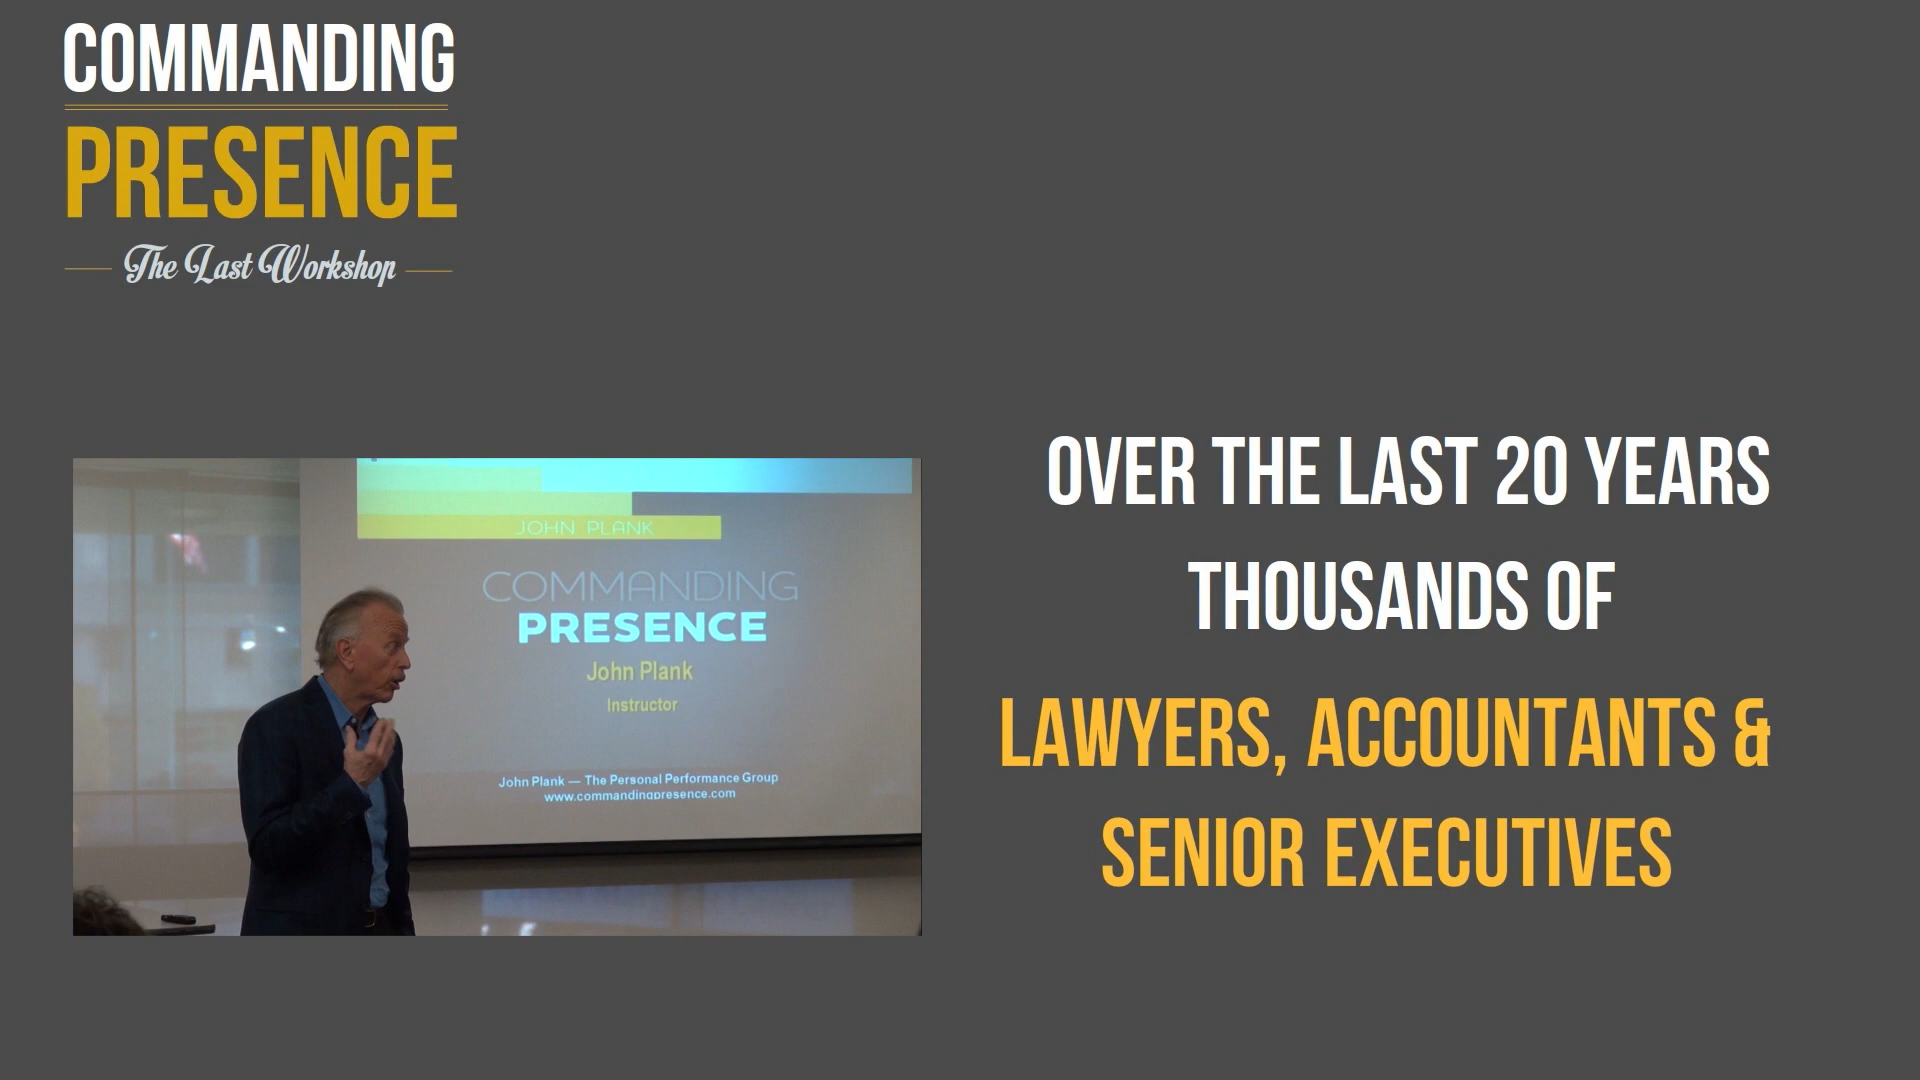 COMMANDING
PRESENCE
The Last Workshop
JOHN PLANK
COMMANDING
PRESENCE
John Plank
Instructor
John Plank — The Personal Performance Group
www.commandingpresence.com
OVER THE LAST 20 YEARS
THOUSANDS OF
LAWYERS, ACCOUNTANTS &
SENIOR EXECUTIVES